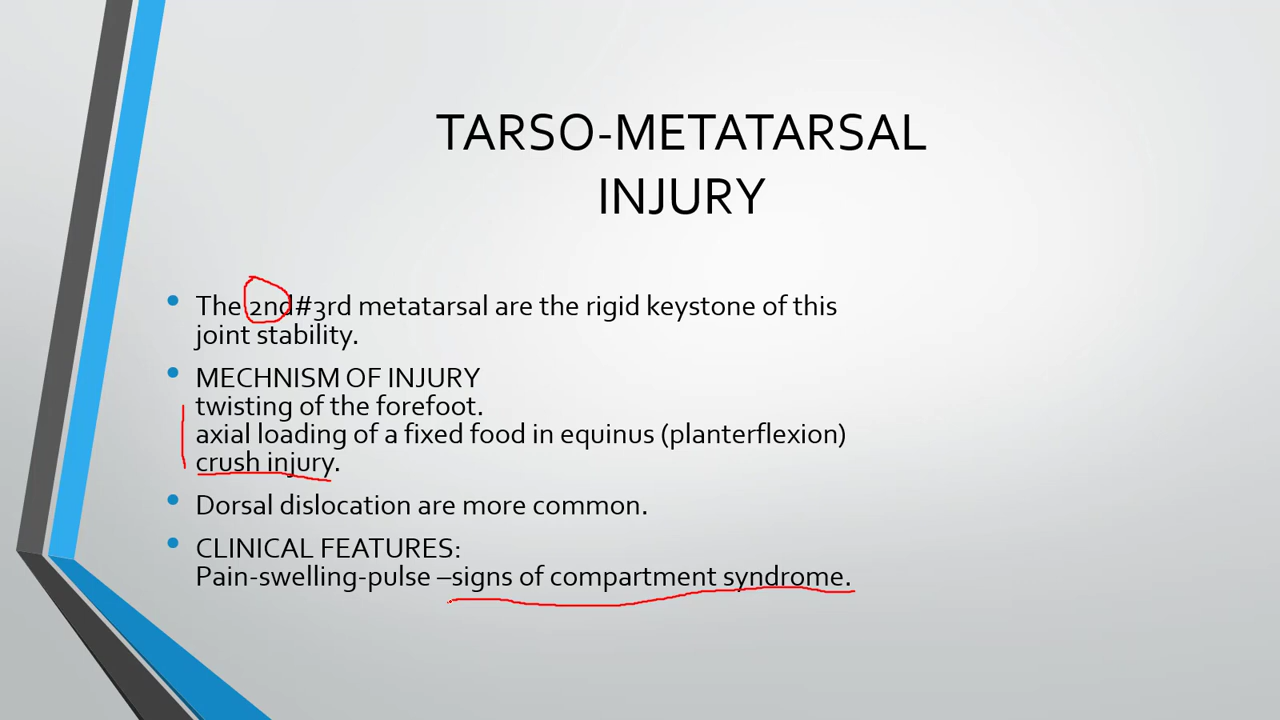 TARSO-METATARSAL
INJURY
• The 2nd#3rd metatarsal are the rigid keystone of this
joint stability.
• MECHNISM OF INJURY
twisting of the forefoot.
axial loading of a fixed food in equinus (planterflexion)
crush injury.
• Dorsal dislocation are more common.
• CLINICAL FEATURES:
Pain-swelling-pulse –signs of compartment syndrome.